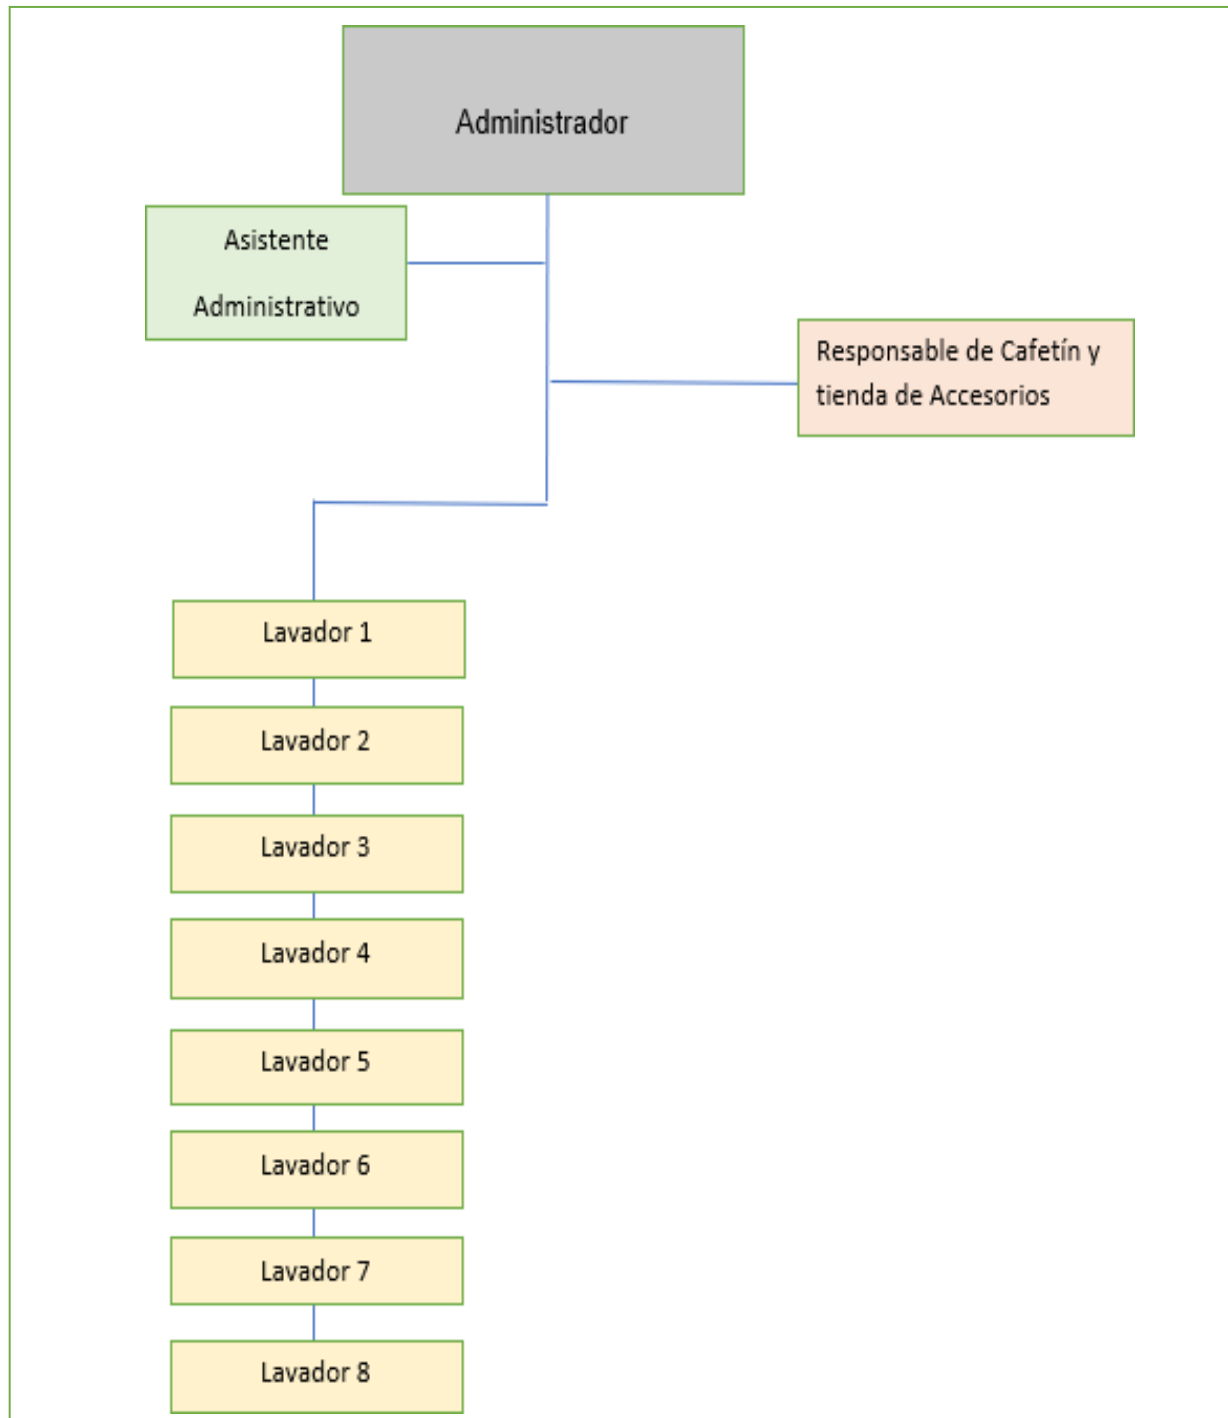 Administrador
Asistente
Administrativo
Responsable de Cafetín y
tienda de Accesorios
Lavador 1
Lavador 2
Lavador 3
Lavador 4
Lavador 5
Lavador 6
Lavador 7
Lavador 8